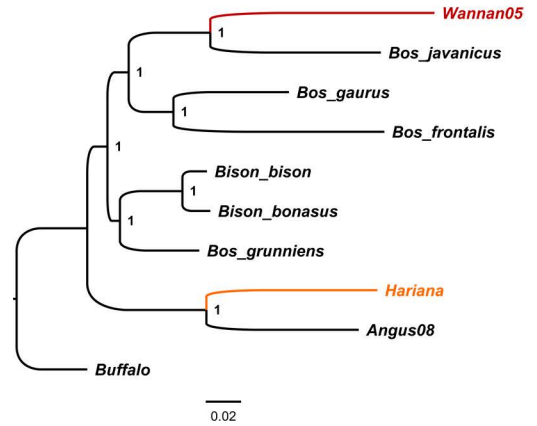 Wannan05
1
Bos_javanicus
1
Bos_gaurus
1
Bos_frontalis
1
Bison_bison
1
Bison_bonasus
1
Bos_grunniens
Hariana
1
Angus08
Buffalo
0.02